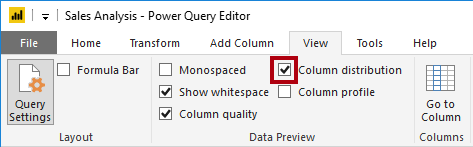 Sales Analysis - Power Query Editor
File Home Transform Add Column View Tools Help
Query Settings
Formula Bar
Layout
Monospaced
Show whitespace
Column quality
Column distribution
Column profile
Data Preview
Go to
Column
Columns